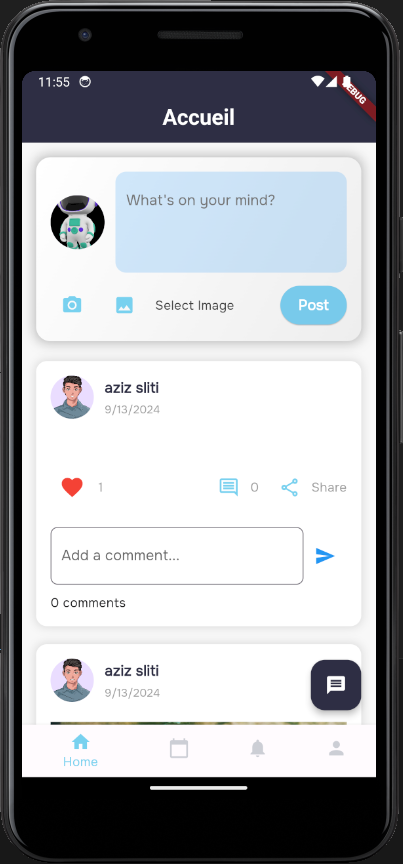 11:55
DEBUG
Accueil
What's on your mind?
Select Image
Post
aziz sliti
9/13/2024
1
0
Share
Add a comment...
0 comments
aziz sliti
9/13/2024
Home